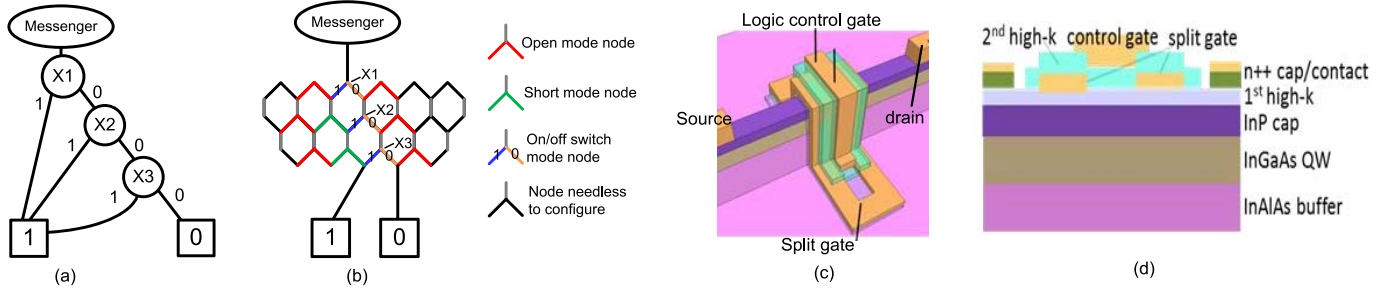 Messenger
X1
1
0
X2
1
0
X3
1
0
1
0
(a)
Messenger
X1
1 0
X2
1 0
X3
1 0
1
0
(b)
Open mode node
Short mode node
On/off switch
mode node
1 0
Node needless
to configure
Logic control gate
Source
drain
Split gate
(c)
2nd high-k
control gate
split gate
n++ cap/contact
1st high-k
InP cap
InGaAs QW
InAlAs buffer
(d)